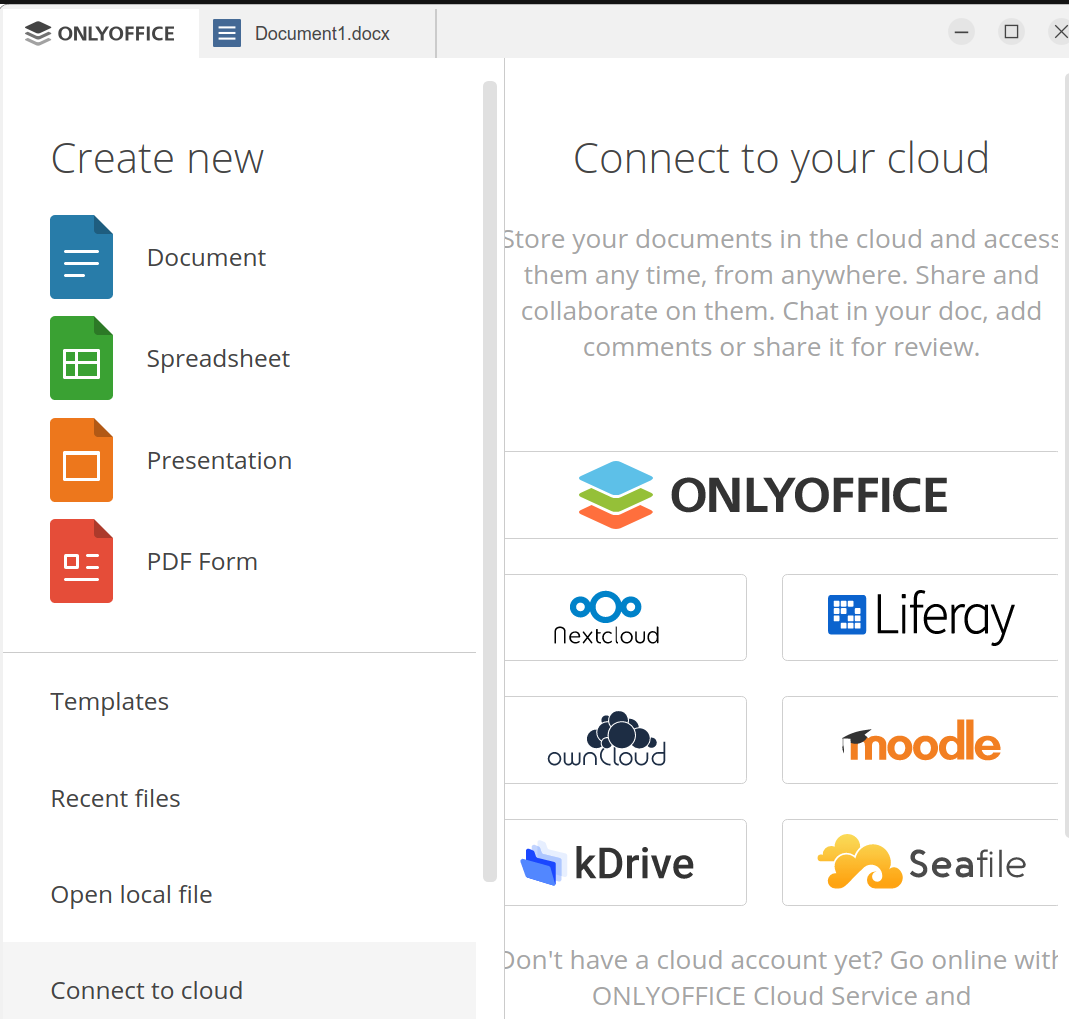 ONLYOFFICE
Document1.docx
Create new
Document
Spreadsheet
Presentation
PDF Form
Templates
Recent files
Open local file
Connect to cloud
Connect to your cloud
Store your documents in the cloud and access
them any time, from anywhere. Share and
collaborate on them. Chat in your doc, add
comments or share it for review.
ONLYOFFICE
Nextcloud
Liferay
ownCloud
moodle
kDrive
Seafile
Don't have a cloud account yet? Go online with
ONLYOFFICE Cloud Service and